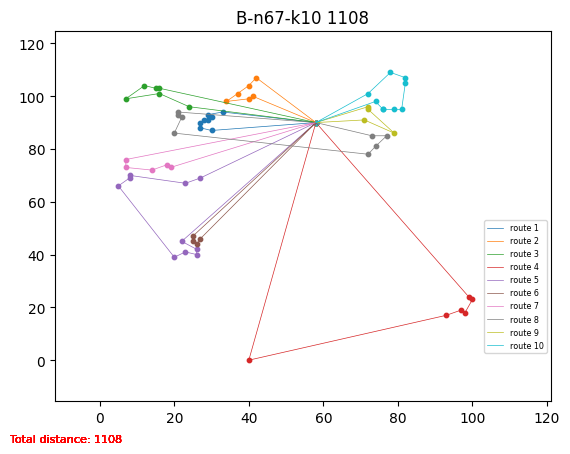 B-n67-k10 1108
120
100
80
60
40
20
0
0 20 40 60 80 100 120
route 1
route 2
route 3
route 4
route 5
route 6
route 7
route 8
route 9
route 10
Total distance: 1108